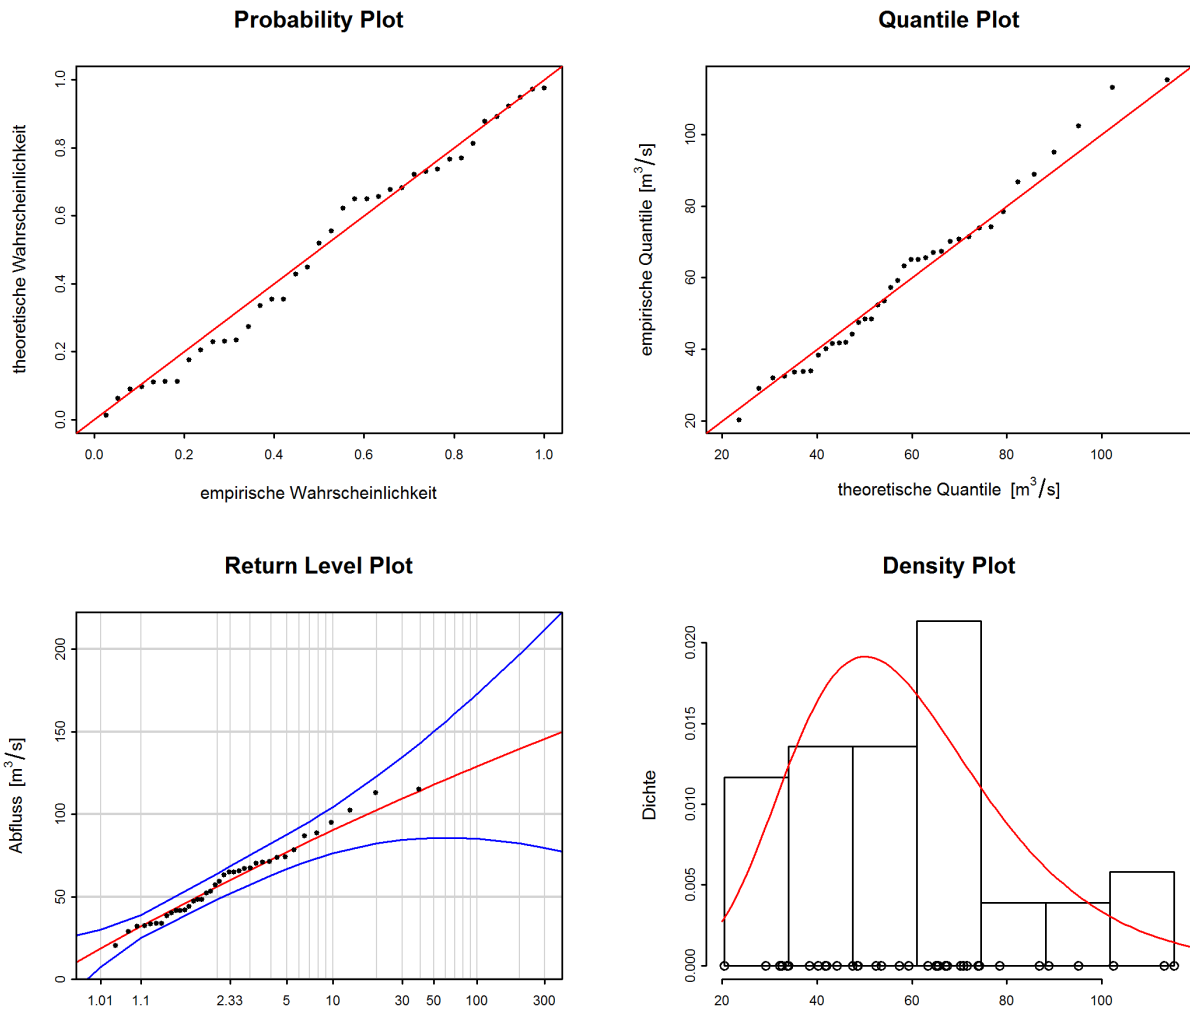 Probability Plot
theoretische Wahrscheinlichkeit
0.0 0.2 0.4 0.6 0.8 1.0
0.0 0.2 0.4 0.6 0.8 1.0
empirische Wahrscheinlichkeit
Quantile Plot
empirische Quantile [m³/s]
20 40 60 80 100
20 40 60 80 100
theoretische Quantile [m³/s]
Return Level Plot
Abfluss [m³/s]
0 50 100 150 200
1.01 1.1 2.33 5 10 30 50 100 300
Density Plot
Dichte
0.000 0.005 0.010 0.015 0.020
20 40 60 80 100